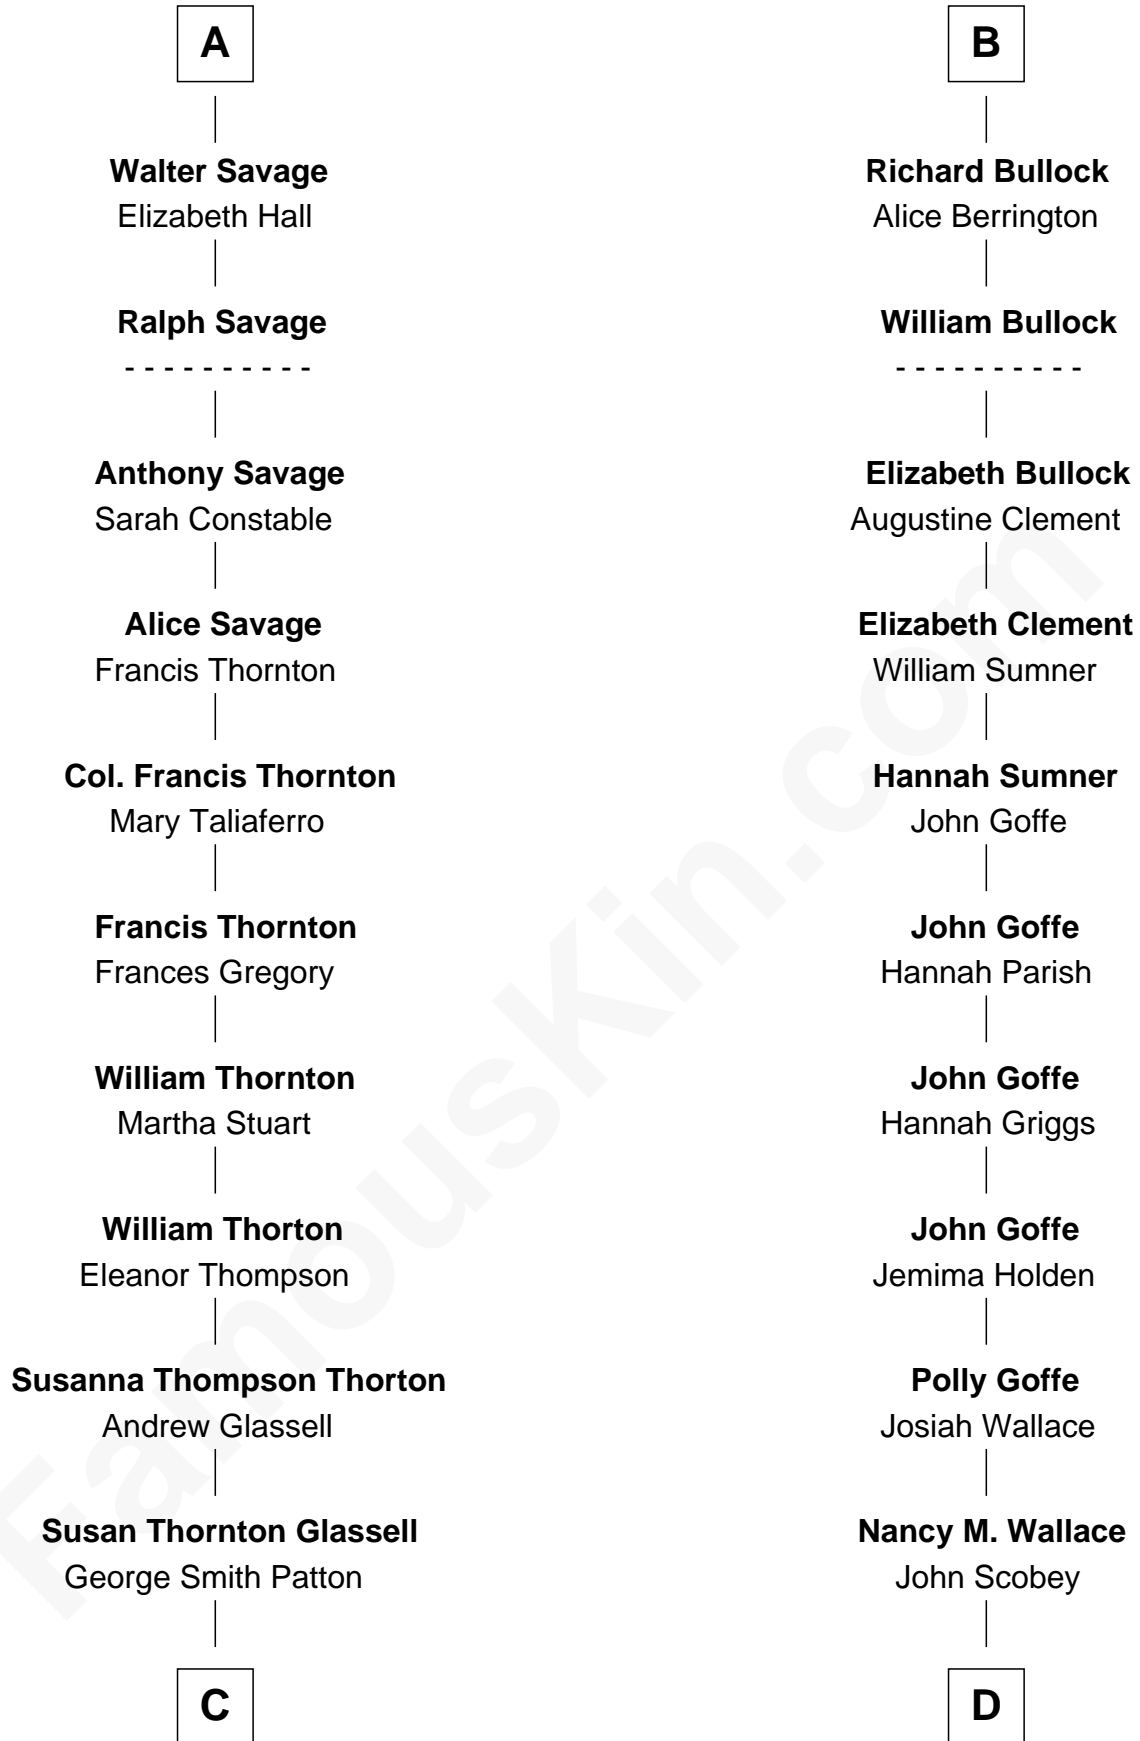 A
Walter Savage
Elizabeth Hall
Ralph Savage
- - - - - - - - - -
Anthony Savage
Sarah Constable
Alice Savage
Francis Thornton
Col. Francis Thornton
Mary Taliaferro
Francis Thornton
Frances Gregory
William Thornton
Martha Stuart
William Thorton
Eleanor Thompson
Susanna Thompson Thorton
Andrew Glassell
Susan Thornton Glassell
George Smith Patton
C
B
Richard Bullock
Alice Berrington
William Bullock
- - - - - - - - - -
Elizabeth Bullock
Augustine Clement
Elizabeth Clement
William Sumner
Hannah Sumner
John Goffe
John Goffe
Hannah Parish
John Goffe
Hannah Griggs
John Goffe
Jemima Holden
Polly Goffe
Josiah Wallace
Nancy M. Wallace
John Scobey
D
FamousKin.com